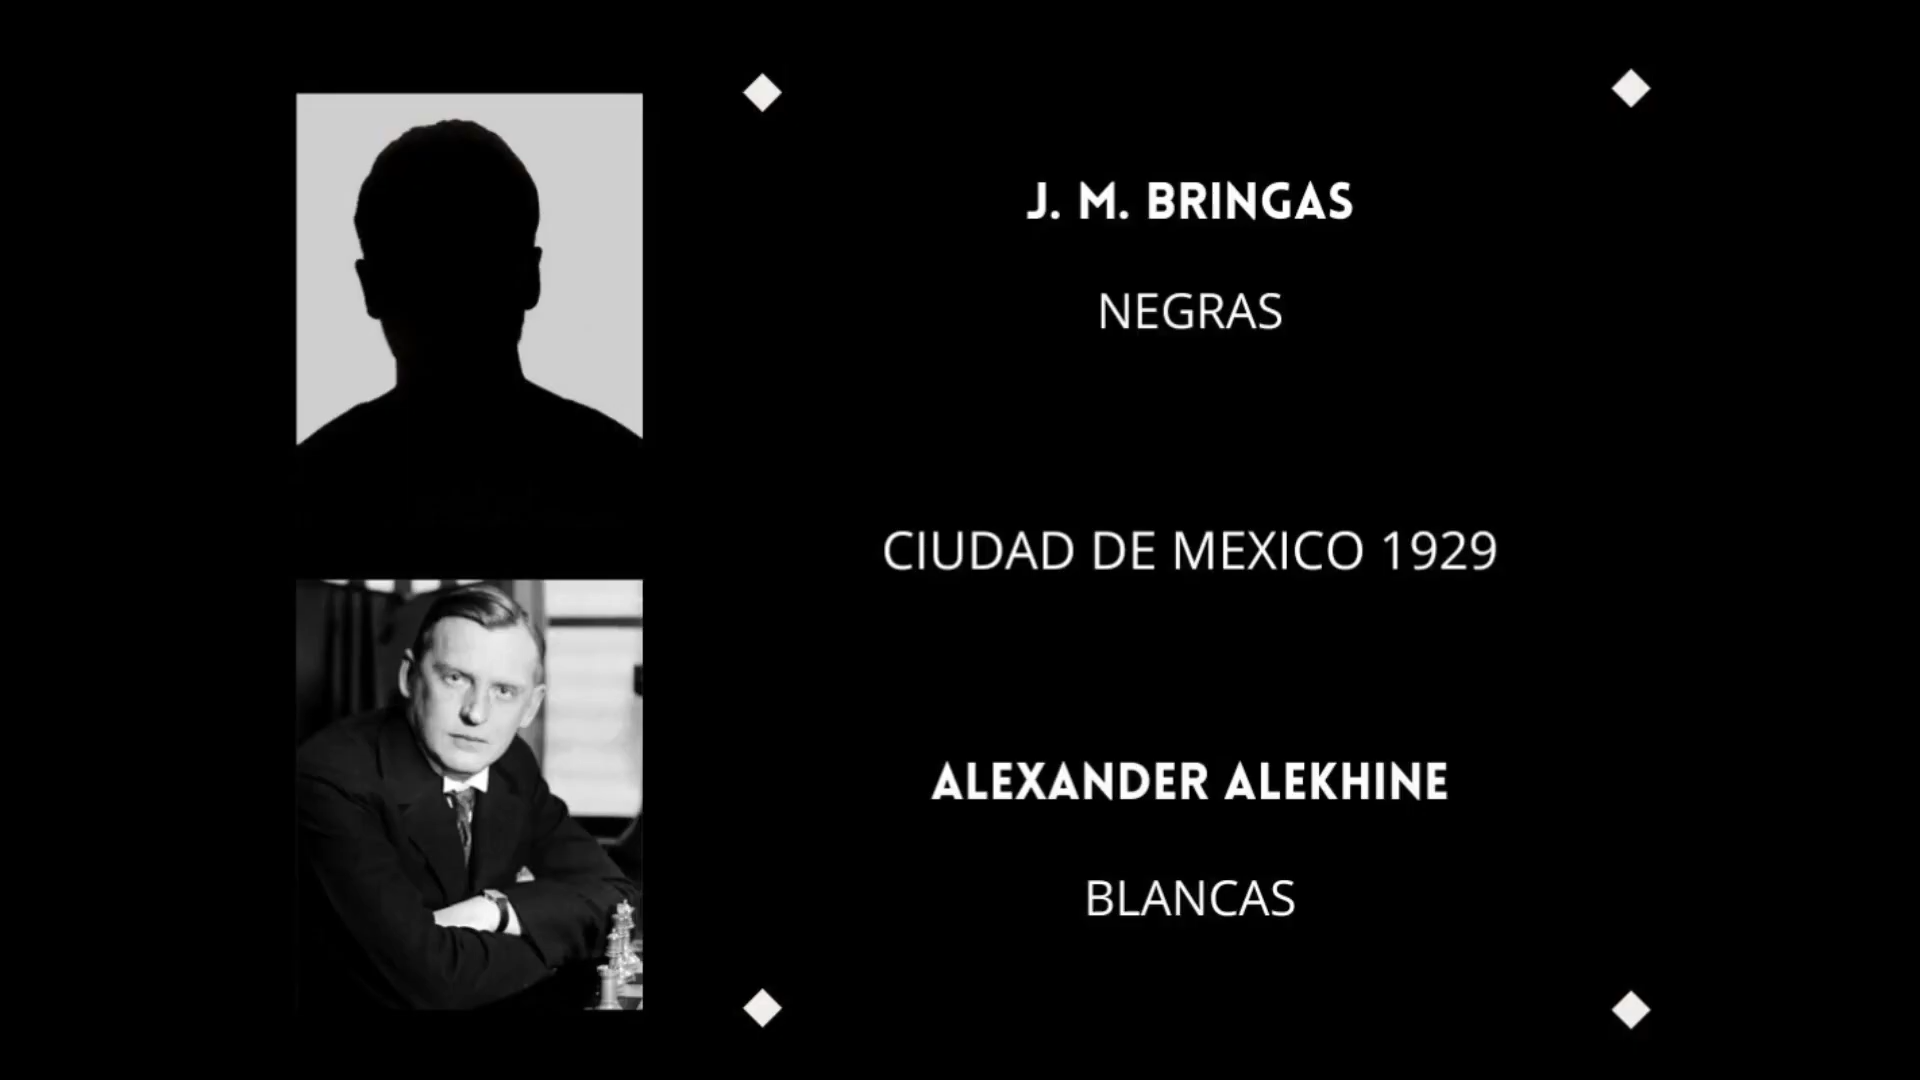 J. M. BRINGAS
NEGRAS
CIUDAD DE MEXICO 1929
ALEXANDER ALEKHINE
BLANCAS